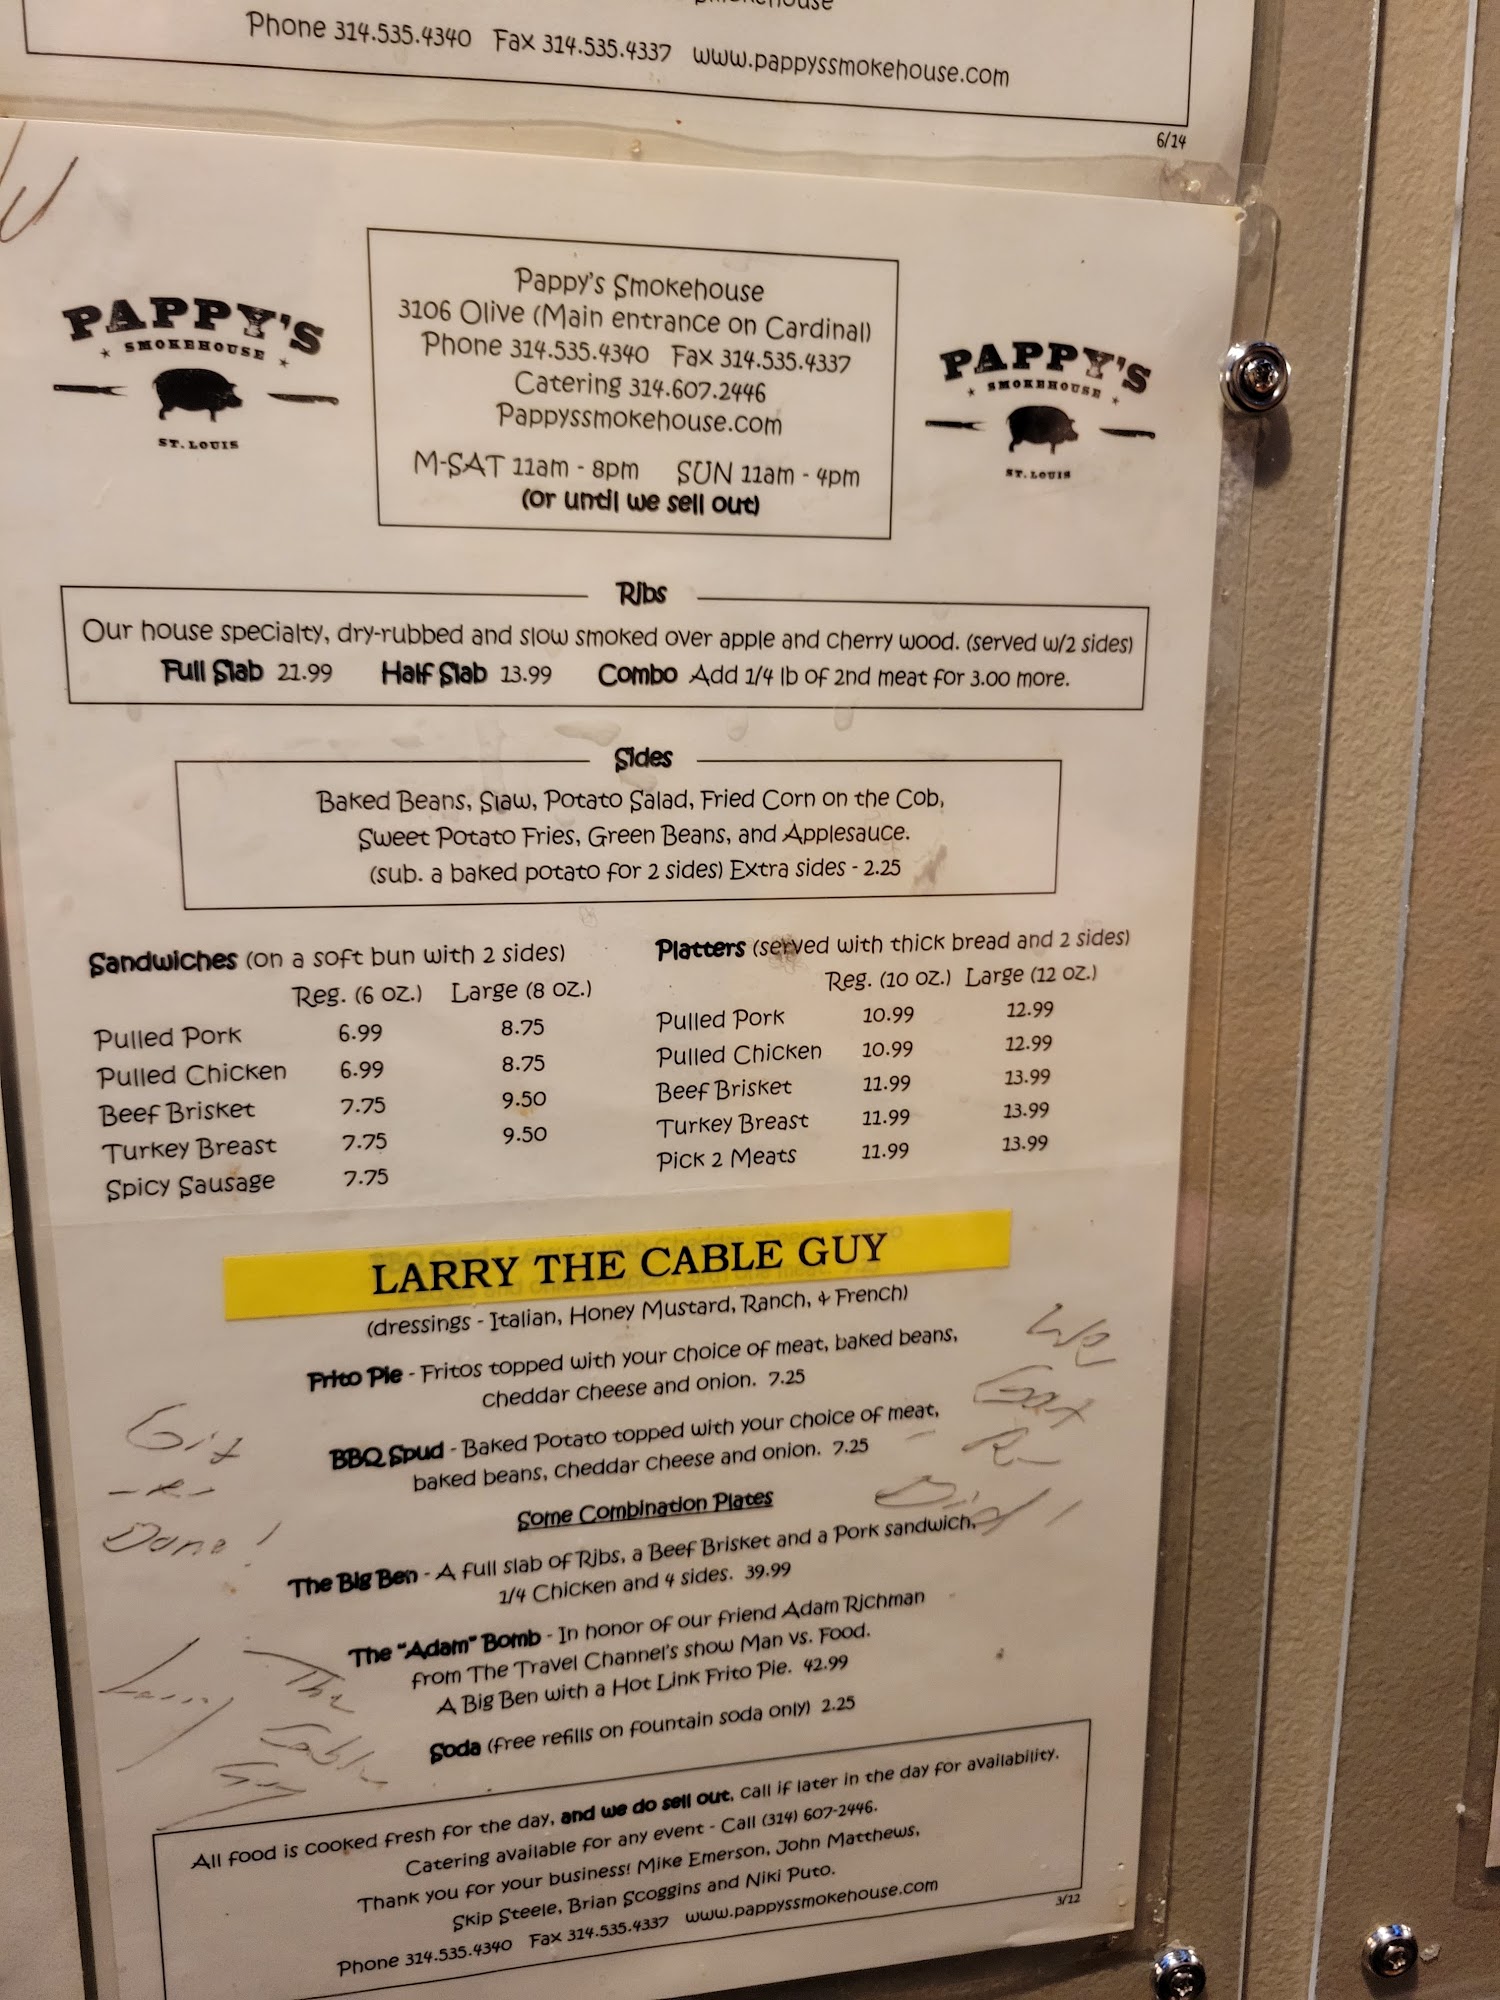 Phone 314.535.4340 Fax 314.535.4337 www.pappyssmokehouse.com
6/14
PAPPY'S
SMOKEHOUSE
ST. LOUIS
Pappy's Smokehouse
3106 Olive (Main entrance on Cardinal)
Phone 314.535.4340 Fax 314.535.4337
Catering 314.607.2446
Pappyssmokehouse.com
M-SAT 11am - 8pm SUN 11am - 4pm
(or until we sell out)
PAPPY'S
SMOKEHOUSE
ST. LOUIS
Ribs
Our house specialty, dry-rubbed and slow smoked over apple and cherry wood. (served w/2 sides)
Full Slab 21.99 Half Slab 13.99 Combo Add 1/4 lb of 2nd meat for 3.00 more.
Sides
Baked Beans, Slaw, Potato Salad, Fried Corn on the Cob,
Sweet Potato Fries, Green Beans, and Applesauce.
(sub. a baked potato for 2 sides) Extra sides - 2.25
Sandwiches (on a soft bun with 2 sides)
Reg. (6 oz.) Large (8 oz.)
Pulled Pork 6.99 8.75
Pulled Chicken 6.99 8.75
Beef Brisket 7.75 9.50
Turkey Breast 7.75 9.50
Spicy Sausage 7.75
Platters (served with thick bread and 2 sides)
Reg. (10 oz.) Large (12 oz.)
Pulled Pork 10.99 12.99
Pulled Chicken 10.99 12.99
Beef Brisket 11.99 13.99
Turkey Breast 11.99 13.99
Pick 2 Meats 11.99 13.99
LARRY THE CABLE GUY
(dressings - Italian, Honey Mustard, Ranch, & French)
Frito Pie - Fritos topped with your choice of meat, baked beans,
cheddar cheese and onion. 7.25
BBQ Spud - Baked Potato topped with your choice of meat,
baked beans, cheddar cheese and onion. 7.25
Some Combination Plates
The Big Ben - A full slab of Ribs, a Beef Brisket and a Pork sandwich,
1/4 Chicken and 4 sides. 39.99
The "Adam" Bomb - In honor of our friend Adam Richman
from The Travel Channel's show Man vs. Food.
A Big Ben with a Hot Link Frito Pie. 42.99
Soda (free refills on fountain soda only) 2.25
Git
-R-
Done!
We
Got
R
Did!
Larry The
Cable
Guy
All food is cooked fresh for the day, and we do sell out, call if later in the day for availability.
Catering available for any event - Call (314) 607-2446.
Thank you for your business! Mike Emerson, John Matthews,
Skip Steele, Brian Scoggins and Niki Puto.
Phone 314.535.4340 Fax 314.535.4337 www.pappyssmokehouse.com
3/12